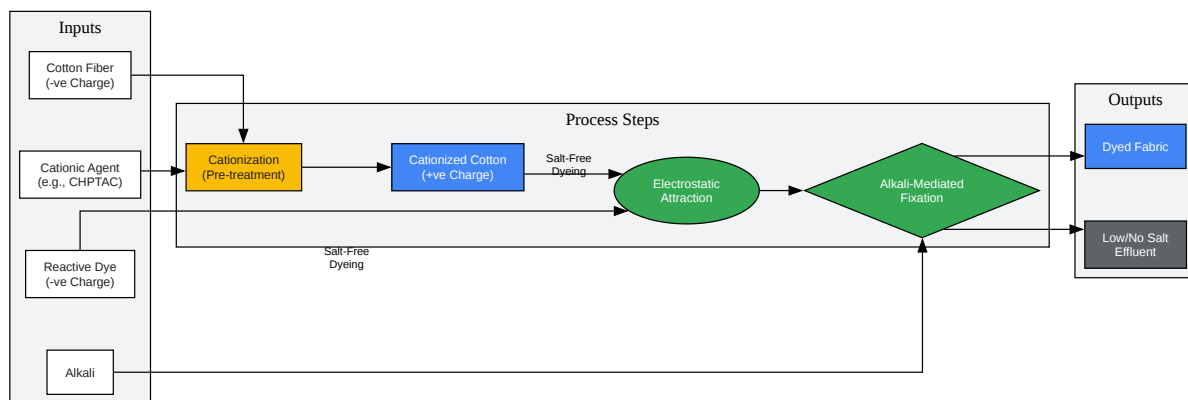 Inputs
Cotton Fiber
(-ve Charge)
Cationic Agent
(e.g., CHPTAC)
Reactive Dye
(-ve Charge)
Alkali
Process Steps
Cationization
(Pre-treatment)
Cationized Cotton
(+ve Charge)
Salt-Free
Dyeing
Electrostatic
Attraction
Alkali-Mediated
Fixation
Salt-Free
Dyeing
Outputs
Dyed Fabric
Low/No Salt
Effluent